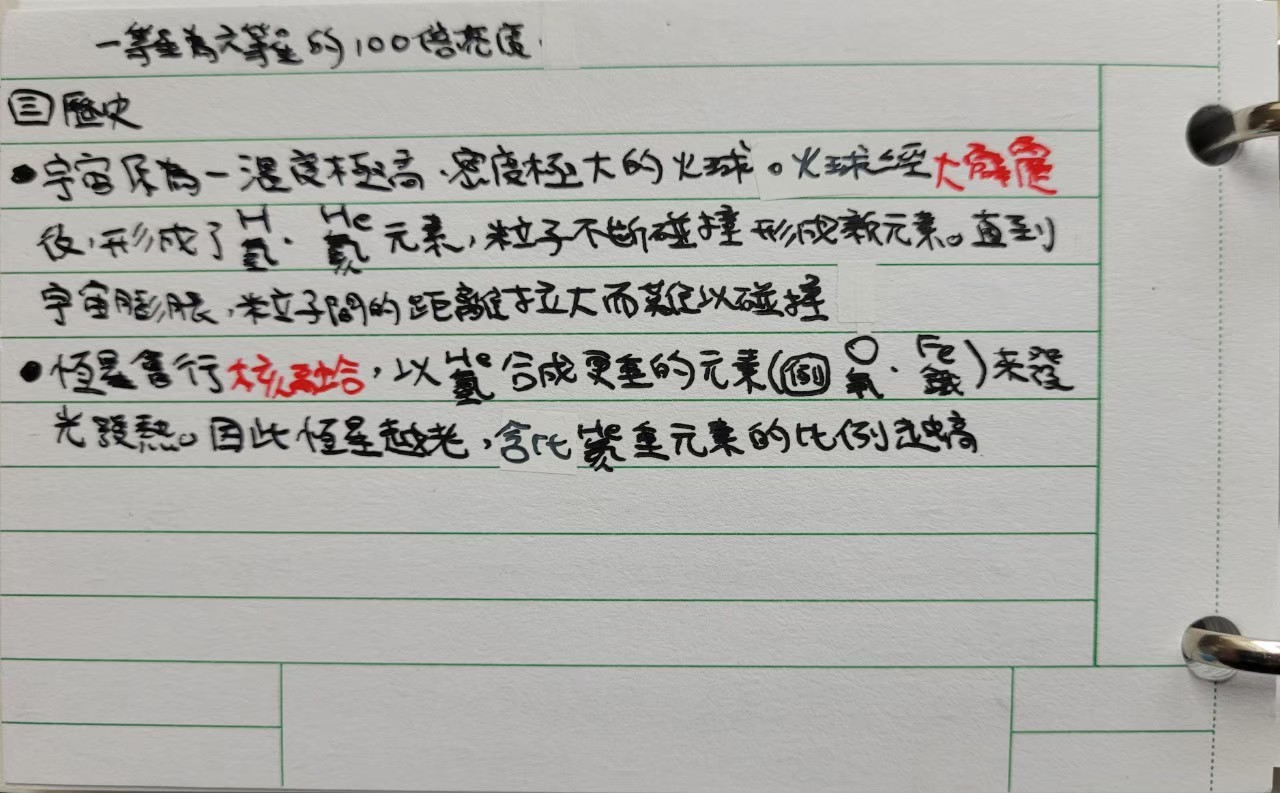 一等星為六等星的100倍亮度.
三 歷史
•宇宙原為一溫度極高、密度極大的火球。火球經大霹靂
後,形成了 H 氫、He 氦 元素,粒子不斷碰撞形成新元素。直到
宇宙膨脹,粒子間的距離拉大而難以碰撞
•恆星會行核融合,以 He 氦 合成更重的元素(例 O 氧、Fe 鐵)來發
光發熱。因此恆星越老,含比 He 氦 重元素的比例越高